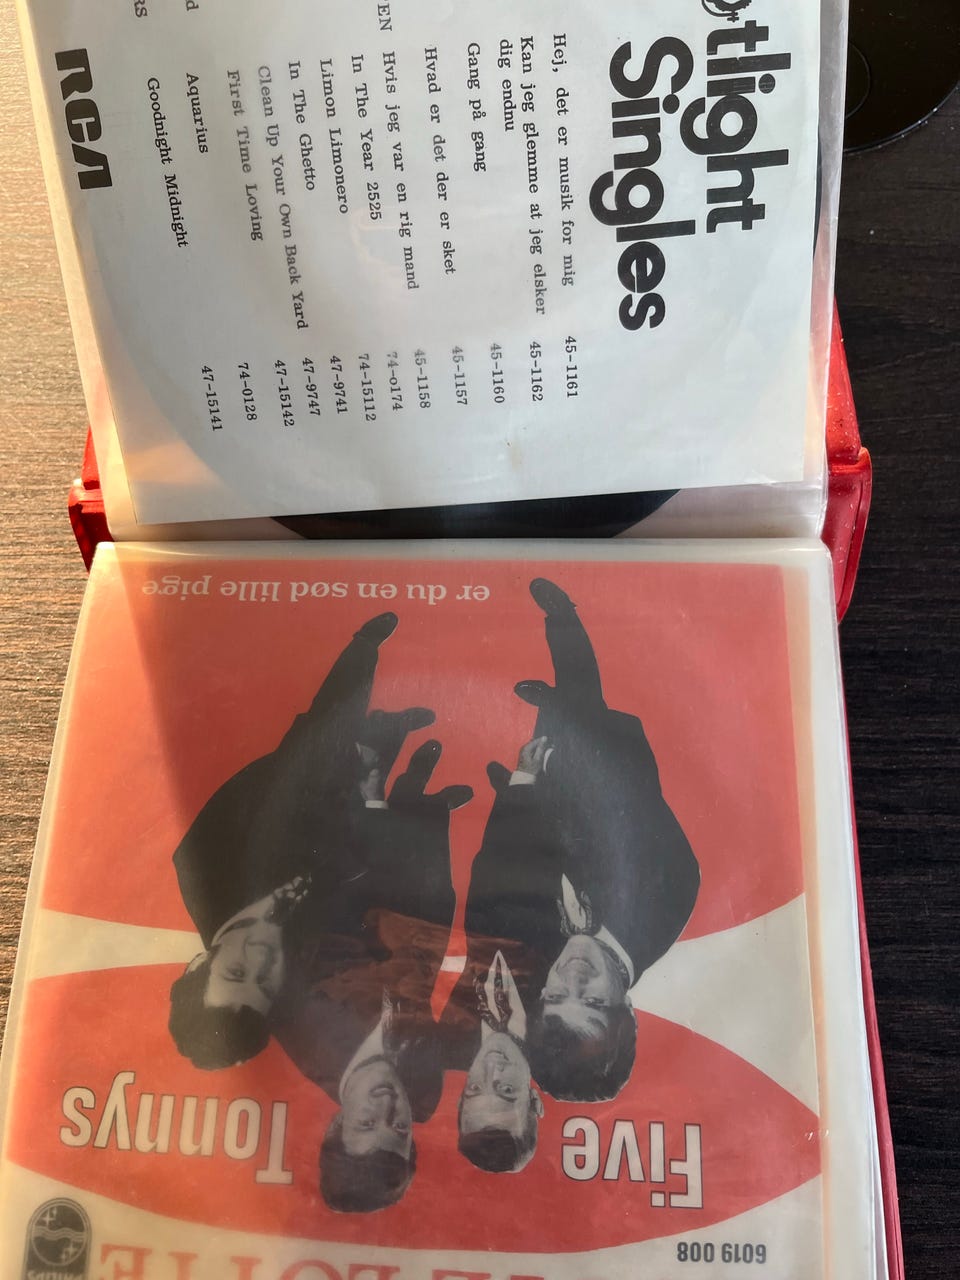 otlight
Singles
Hej, det er musik for mig 45-1161
Kan jeg glemme at jeg elsker 45-1162
dig endnu
Gang på gang 45-1160
Hvad er det der er sket 45-1157
Hvis jeg var en rig mand 45-1158
In The Year 2525 74-0174
Limon Limonero 74-15112
In The Ghetto 47-9741
Clean Up Your Own Back Yard 47-9747
First Time Loving 47-15142
Aquarius 74-0128
Goodnight Midnight 47-15141
TEN
d
RS
RCA
6019 008
PHILIPS
Five Tonnys
er du en sød lille pige